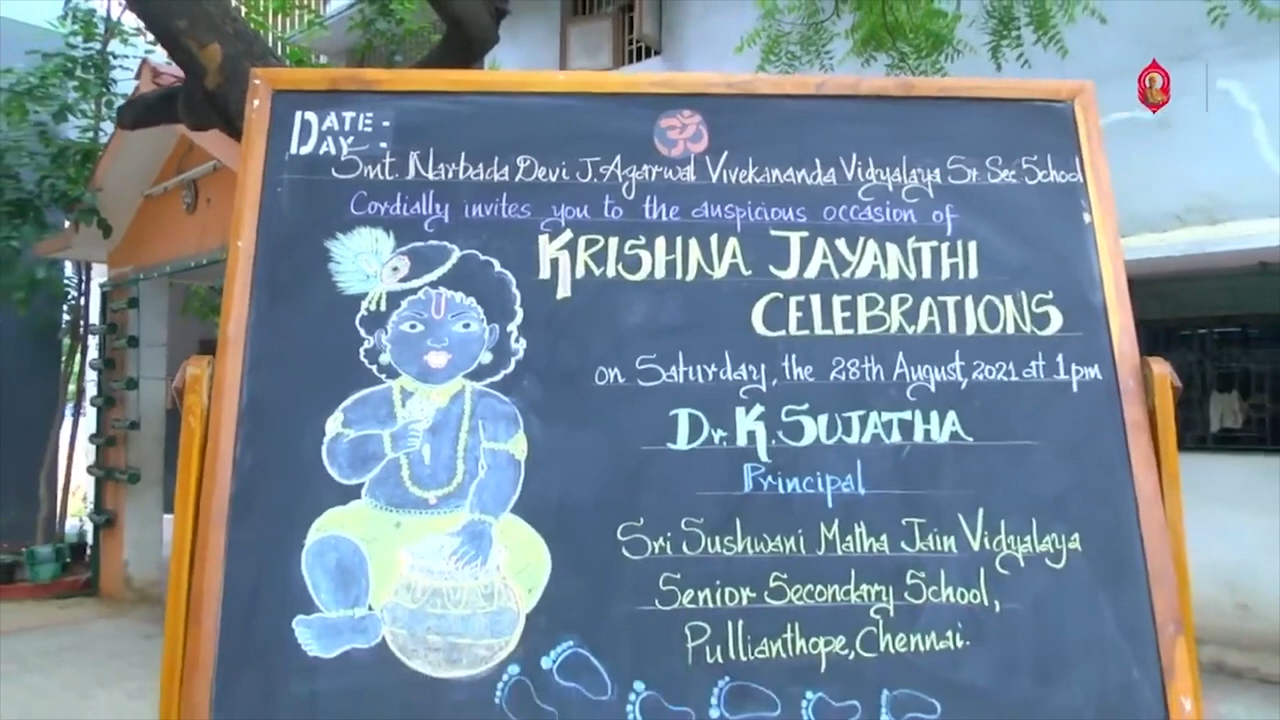 DATE -
DAY -
ॐ
Smt. Narbada Devi J. Agarwal Vivekananda Vidyalaya Sr. Sec School
Cordially invites you to the auspicious occasion of
KRISHNA JAYANTHI
CELEBRATIONS
on Saturday, the 28th August, 2021 at 1pm
Dr. K. SUJATHA
Principal
Sri Sushwani Matha Jain Vidyalaya
Senior Secondary School,
Pullianthope, Chennai.